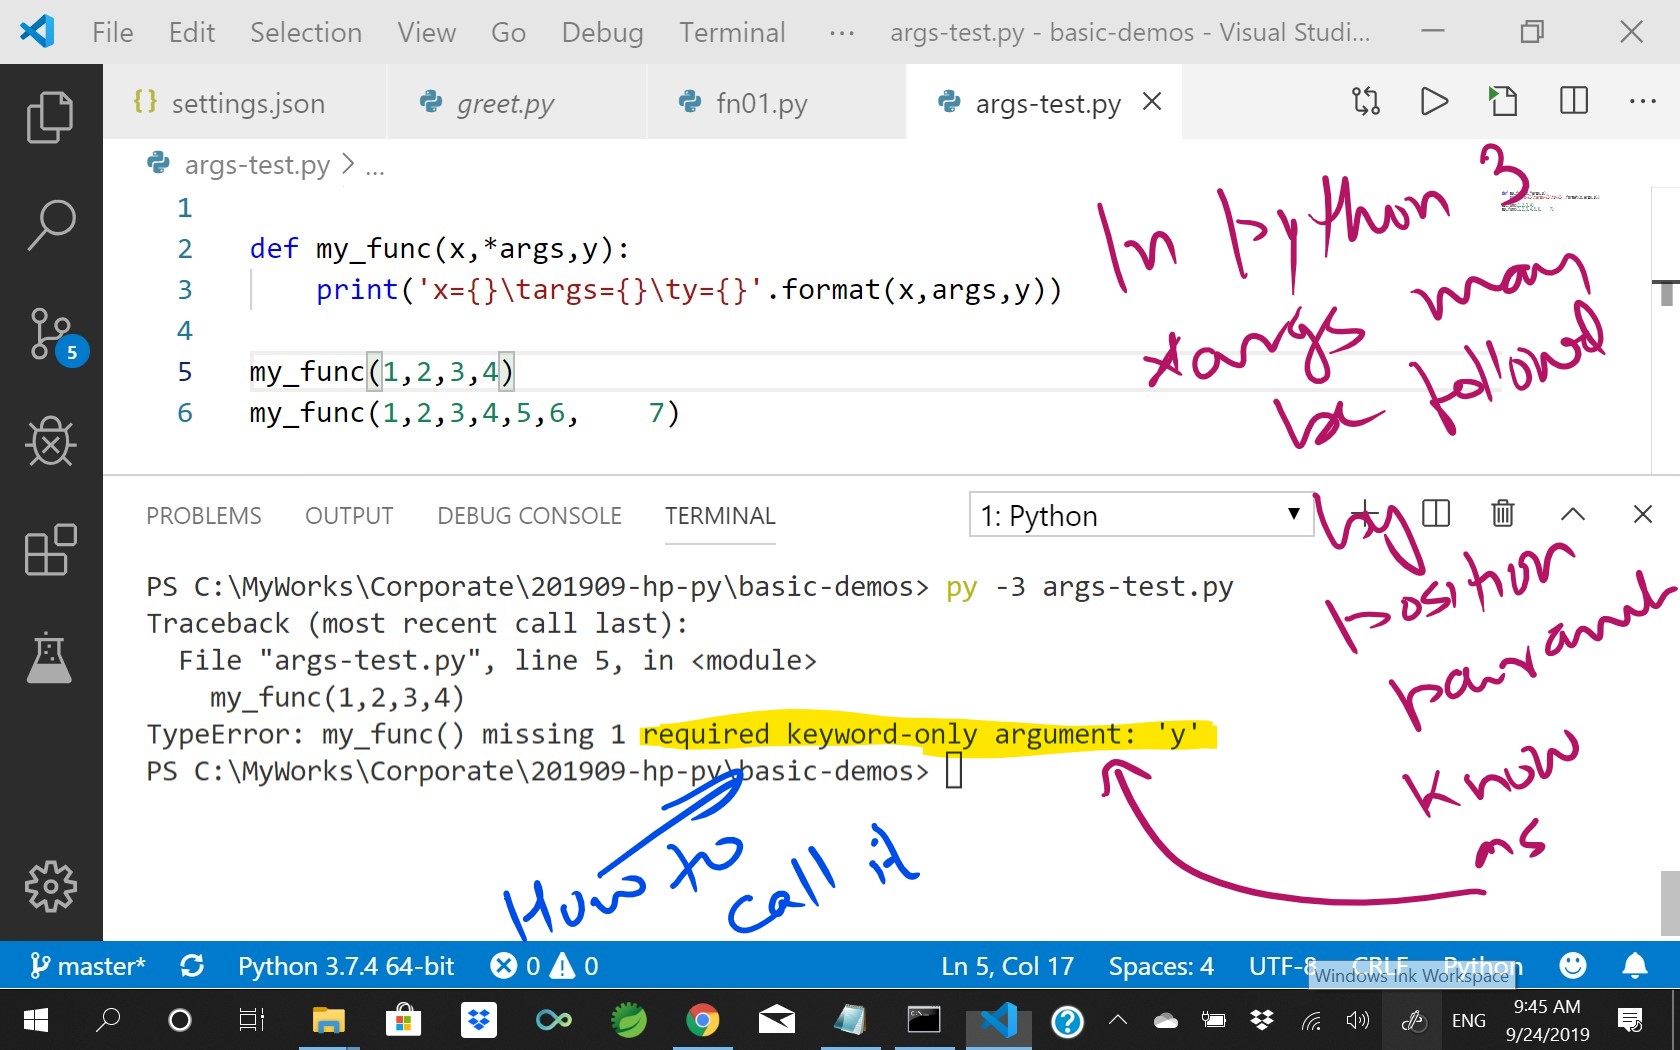 File Edit Selection View Go Debug Terminal ... args-test.py - basic-demos - Visual Studi...
{} settings.json greet.py fn01.py args-test.py
args-test.py > ...
1
2 def my_func(x,*args,y):
3 print('x={}\targs={}\ty={}'.format(x,args,y))
4
5 my_func(1,2,3,4)
6 my_func(1,2,3,4,5,6, 7)
In python 3
*args may
be followed
by
position
paramet
know
as
PROBLEMS OUTPUT DEBUG CONSOLE TERMINAL 1: Python
PS C:\MyWorks\Corporate\201909-hp-py\basic-demos> py -3 args-test.py
Traceback (most recent call last):
File "args-test.py", line 5, in <module>
my_func(1,2,3,4)
TypeError: my_func() missing 1 required keyword-only argument: 'y'
PS C:\MyWorks\Corporate\201909-hp-py\basic-demos>
How to
call it
5
master* Python 3.7.4 64-bit 0 0 Ln 5, Col 17 Spaces: 4 UTF-8 CRLF Python
Windows Ink Workspace
ENG 9:45 AM
9/24/2019